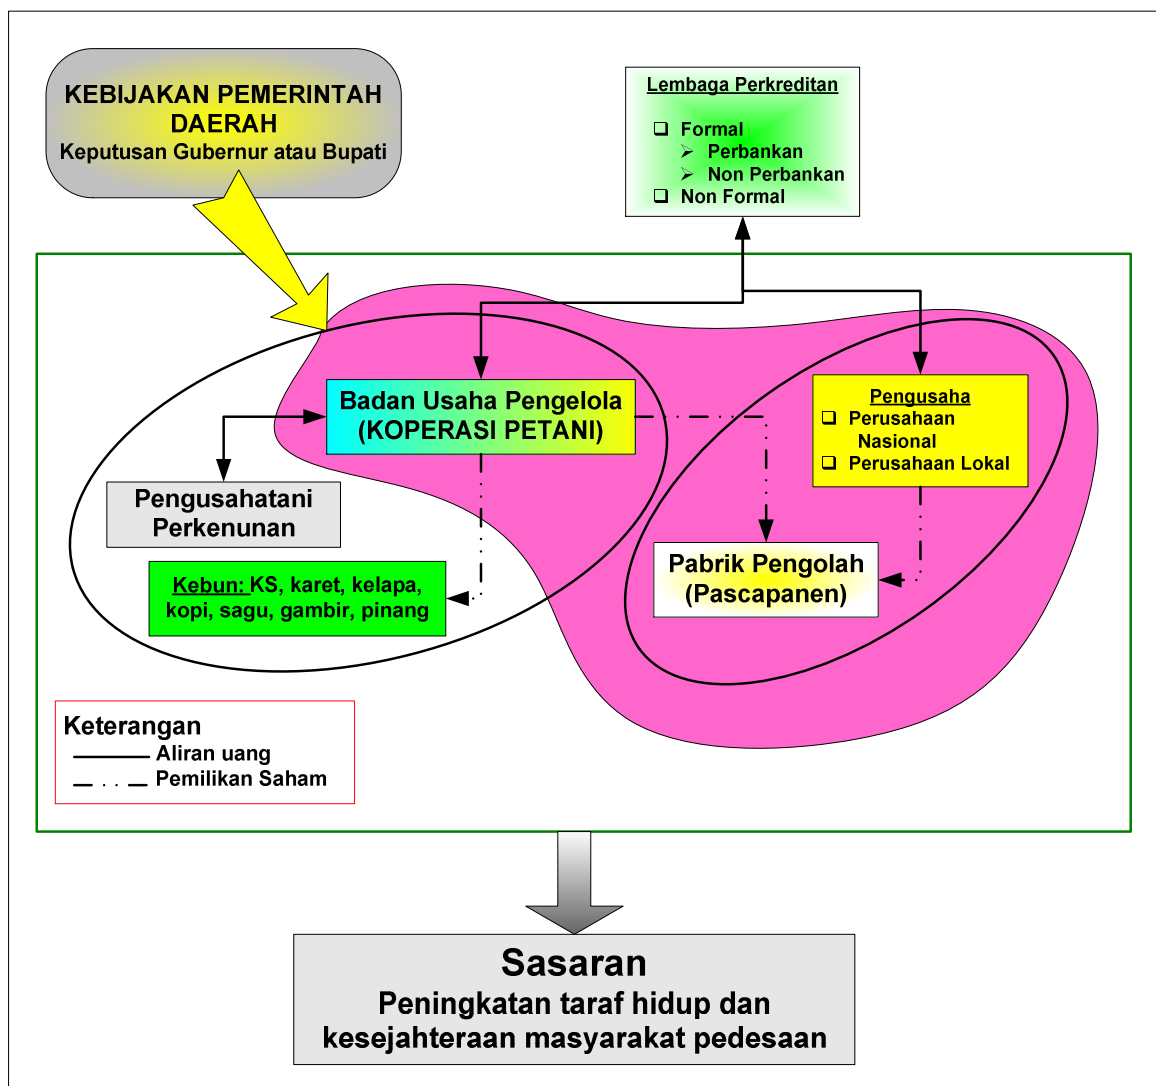 KEBIJAKAN PEMERINTAH
DAERAH
Keputusan Gubernur atau Bupati
Lembaga Perkreditan
Formal
Perbankan
Non Perbankan
Non Formal
Badan Usaha Pengelola
(KOPERASI PETANI)
Pengusaha
Perusahaan
Nasional
Perusahaan Lokal
Pengusahatani
Perkenunan
Kebun: KS, karet, kelapa,
kopi, sagu, gambir, pinang
Pabrik Pengolah
(Pascapanen)
Keterangan
Aliran uang
Pemilikan Saham
Sasaran
Peningkatan taraf hidup dan
kesejahteraan masyarakat pedesaan